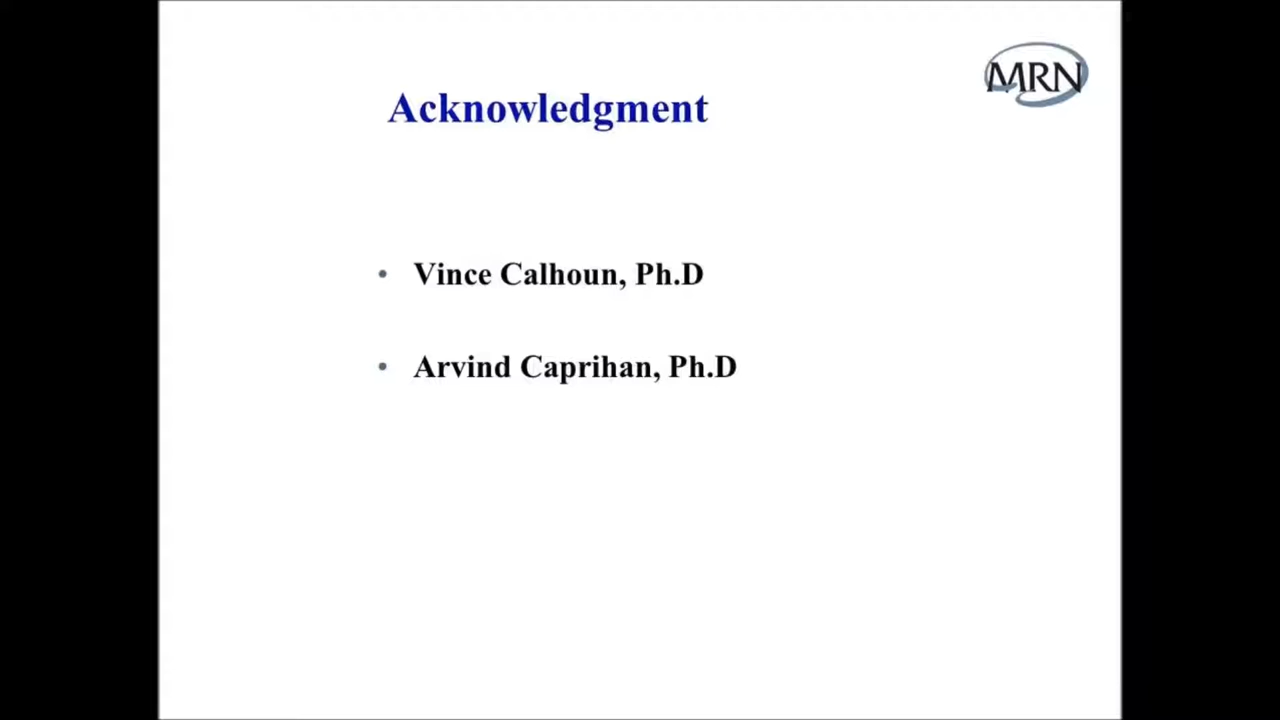 MRN
Acknowledgment
• Vince Calhoun, Ph.D
• Arvind Caprihan, Ph.D